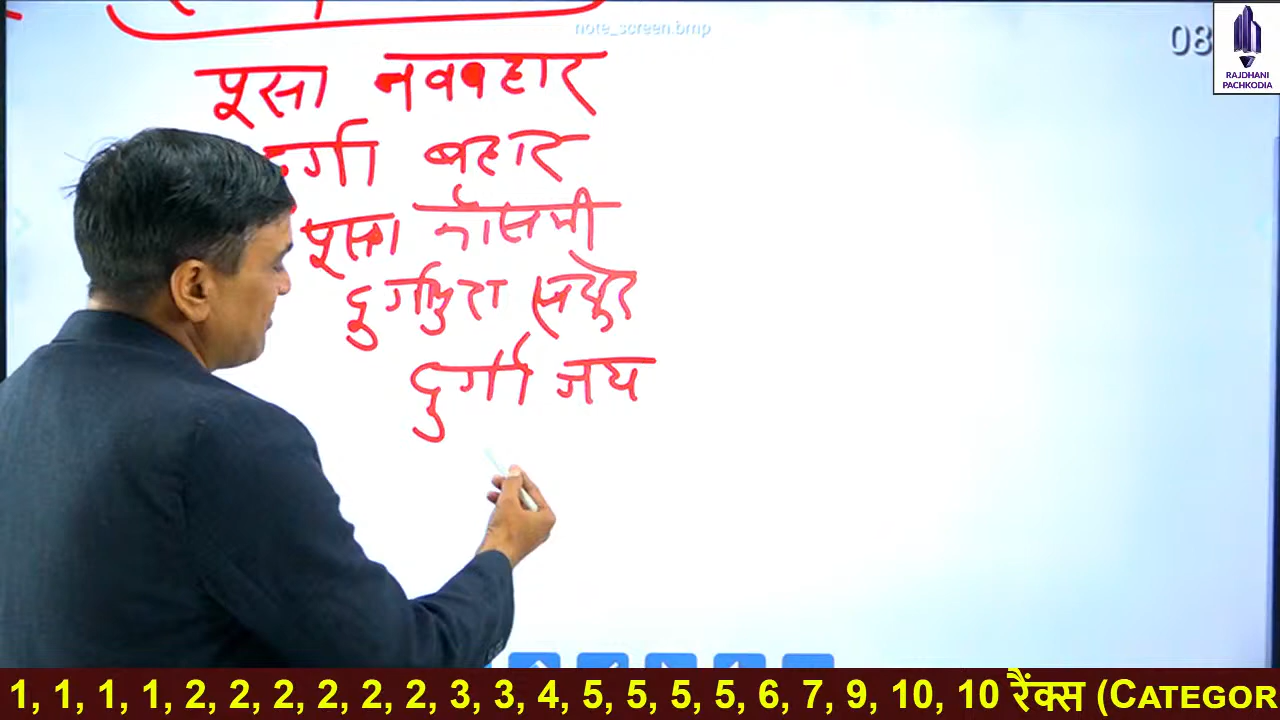 note_screen.bmp
08
RAJDHANI
PACHKODIA
पूसा नवबहार
दुर्गा बहार
पूसा मौसमी
दुर्गापुरा सफेद
दुर्गा जय
1, 1, 1, 1, 2, 2, 2, 2, 2, 2, 3, 3, 4, 5, 5, 5, 5, 6, 7, 9, 10, 10 रैंक्स (CATEGOR